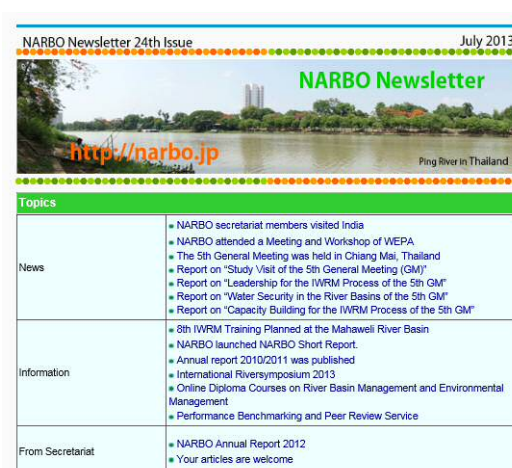 NARBO Newsletter 24th Issue July 2013
NARBO Newsletter
http://narbo.jp
Ping River in Thailand
Topics
News
NARBO secretariat members visited India
NARBO attended a Meeting and Workshop of WEPA
The 5th General Meeting was held in Chiang Mai, Thailand
Report on "Study Visit of the 5th General Meeting (GM)"
Report on "Leadership for the IWRM Process of the 5th GM"
Report on "Water Security in the River Basins of the 5th GM"
Report on "Capacity Building for the IWRM Process of the 5th GM"
Information
8th IWRM Training Planned at the Mahaweli River Basin
NARBO launched NARBO Short Report.
Annual report 2010/2011 was published
International Riversymposium 2013
Online Diploma Courses on River Basin Management and Environmental
Management
Performance Benchmarking and Peer Review Service
From Secretariat
NARBO Annual Report 2012
Your articles are welcome